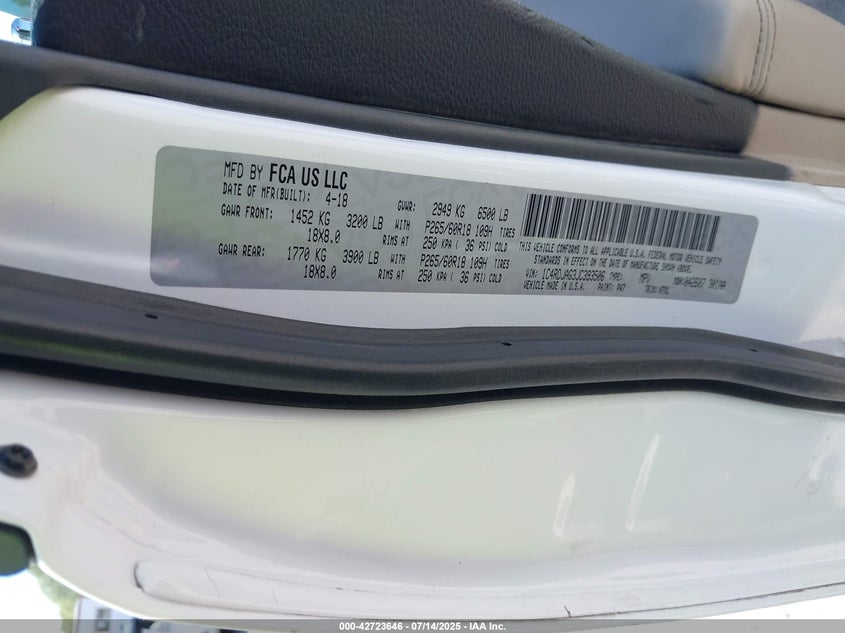 MFD BY FCA US LLC
DATE OF MFR(BUILT): 4-18 GVWR: 2949 KG 6500 LB
GAWR FRONT: 1452 KG 3200 LB WITH P265/60R18 109H TIRES
18X8.0 RIMS AT 250 KPA ( 36 PSI) COLD
GAWR REAR: 1770 KG 3900 LB WITH P265/60R18 109H TIRES
18X8.0 RIMS AT 250 KPA ( 36 PSI) COLD
THIS VEHICLE CONFORMS TO ALL APPLICABLE U.S.A. FEDERAL MOTOR VEHICLE SAFETY
STANDARDS IN EFFECT ON THE DATE OF MANUFACTURE SHOWN ABOVE.
VIN: 1C4RDJAG3JC393506 TYPE: MPV
VEHICLE MADE IN U.S.A. PAINT: PW7 TRIM:
000-42723646 - 07/14/2025 - IAA Inc.